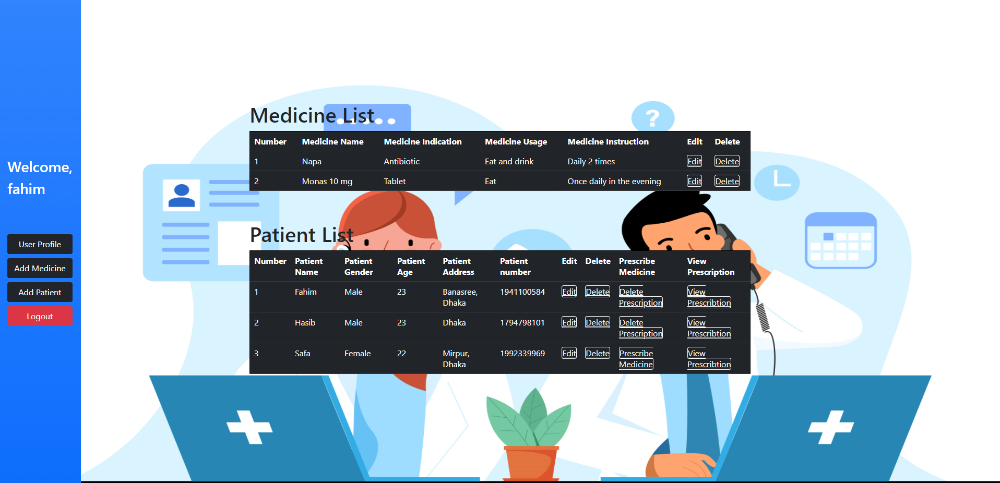 Welcome,
fahim
User Profile
Add Medicine
Add Patient
Logout
Medicine List
Number Medicine Name Medicine Indication Medicine Usage Medicine Instruction Edit Delete
1 Napa Antibiotic Eat and drink Daily 2 times Edit Delete
2 Monas 10 mg Tablet Eat Once daily in the evening Edit Delete
?
Patient List
Number Patient Patient Patient Patient Patient Edit Delete Prescribe View
Name Gender Age Address number Medicine Prescription
1 Fahim Male 23 Banasree, 1941100584 Edit Delete Delete View
Dhaka Prescription Prescribtion
2 Hasib Male 23 Dhaka 1794798101 Edit Delete Delete View
Prescription Prescribtion
3 Safa Female 22 Mirpur, 1992339969 Edit Delete Prescribe View
Dhaka Medicine Prescribtion